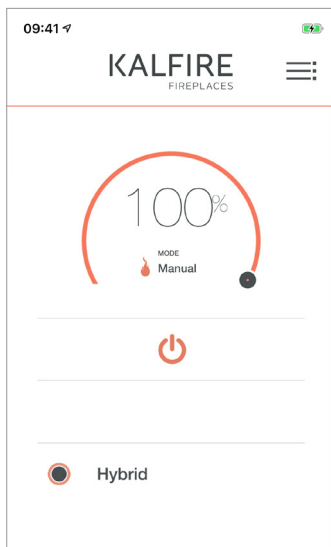 09:41
KALFIRE
FIREPLACES
100%
MODE
Manual
Hybrid